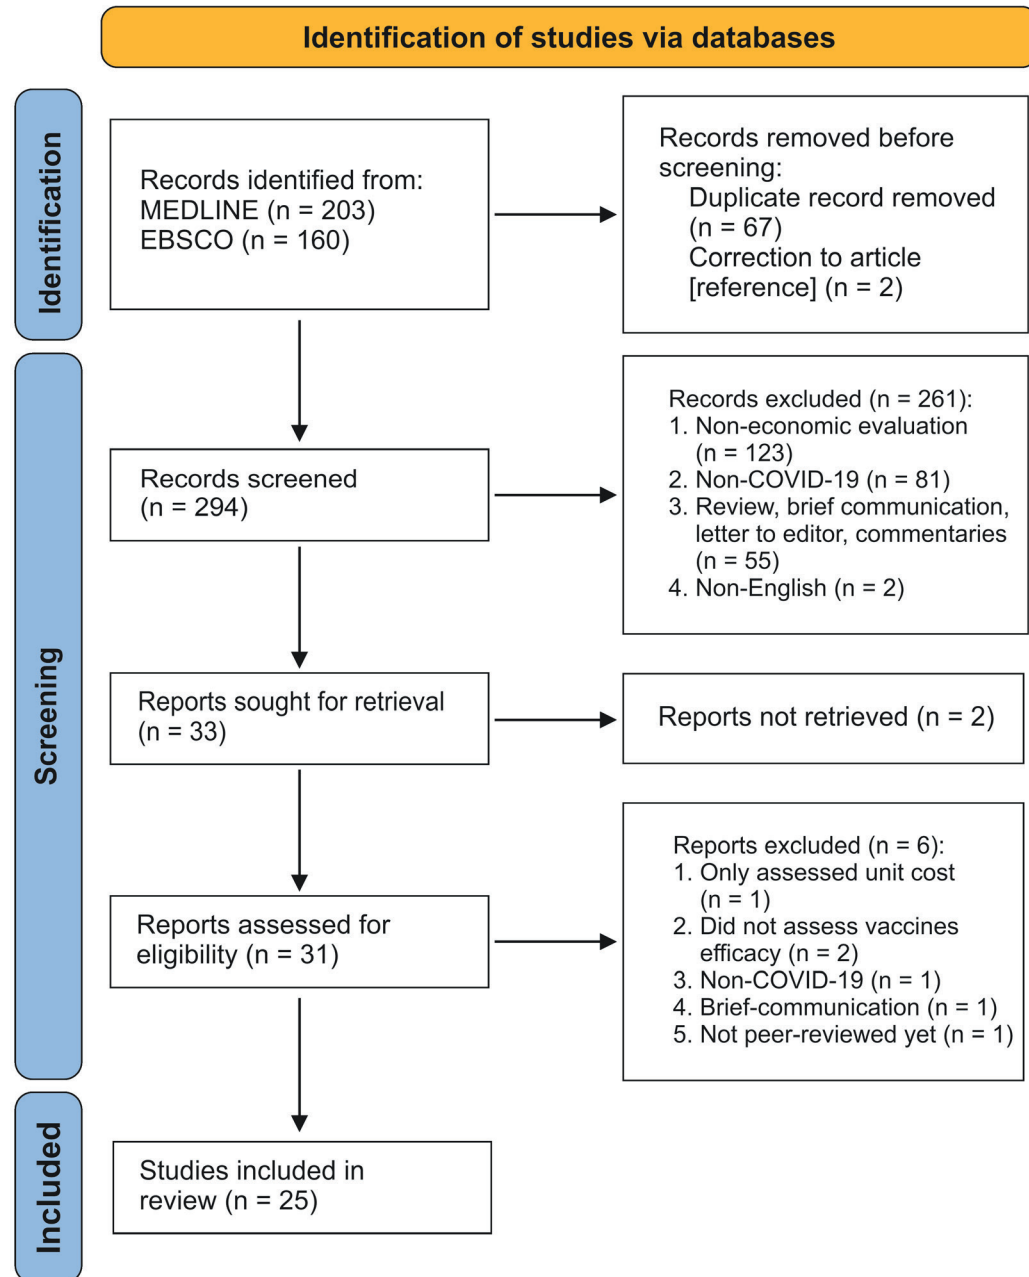 Identification of studies via databases
Identification
Records identified from:
MEDLINE (n = 203)
EBSCO (n = 160)
Records removed before
screening:
Duplicate record removed
(n = 67)
Correction to article
[reference] (n = 2)
Screening
Records screened
(n = 294)
Records excluded (n = 261):
1. Non-economic evaluation
(n = 123)
2. Non-COVID-19 (n = 81)
3. Review, brief communication,
letter to editor, commentaries
(n = 55)
4. Non-English (n = 2)
Reports sought for retrieval
(n = 33)
Reports not retrieved (n = 2)
Reports assessed for
eligibility (n = 31)
Reports excluded (n = 6):
1. Only assessed unit cost
(n = 1)
2. Did not assess vaccines
efficacy (n = 2)
3. Non-COVID-19 (n = 1)
4. Brief-communication (n = 1)
5. Not peer-reviewed yet (n = 1)
Included
Studies included in
review (n = 25)